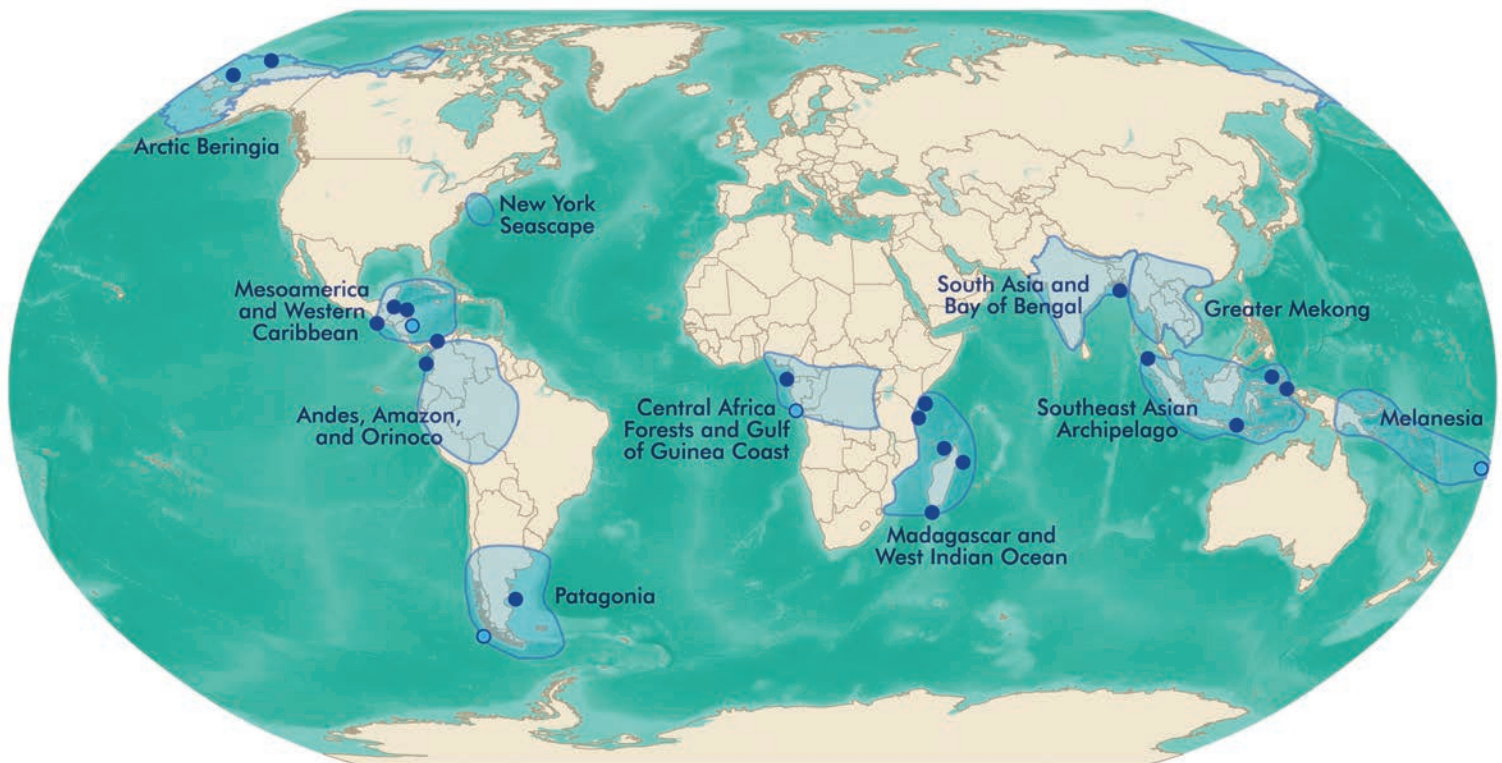 Arctic Beringia
New York
Seascape
Mesoamerica
and Western
Caribbean
South Asia and
Bay of Bengal
Greater Mekong
Andes, Amazon,
and Orinoco
Central Africa
Forests and Gulf
of Guinea Coast
Southeast Asian
Archipelago
Melanesia
Madagascar and
West Indian Ocean
Patagonia